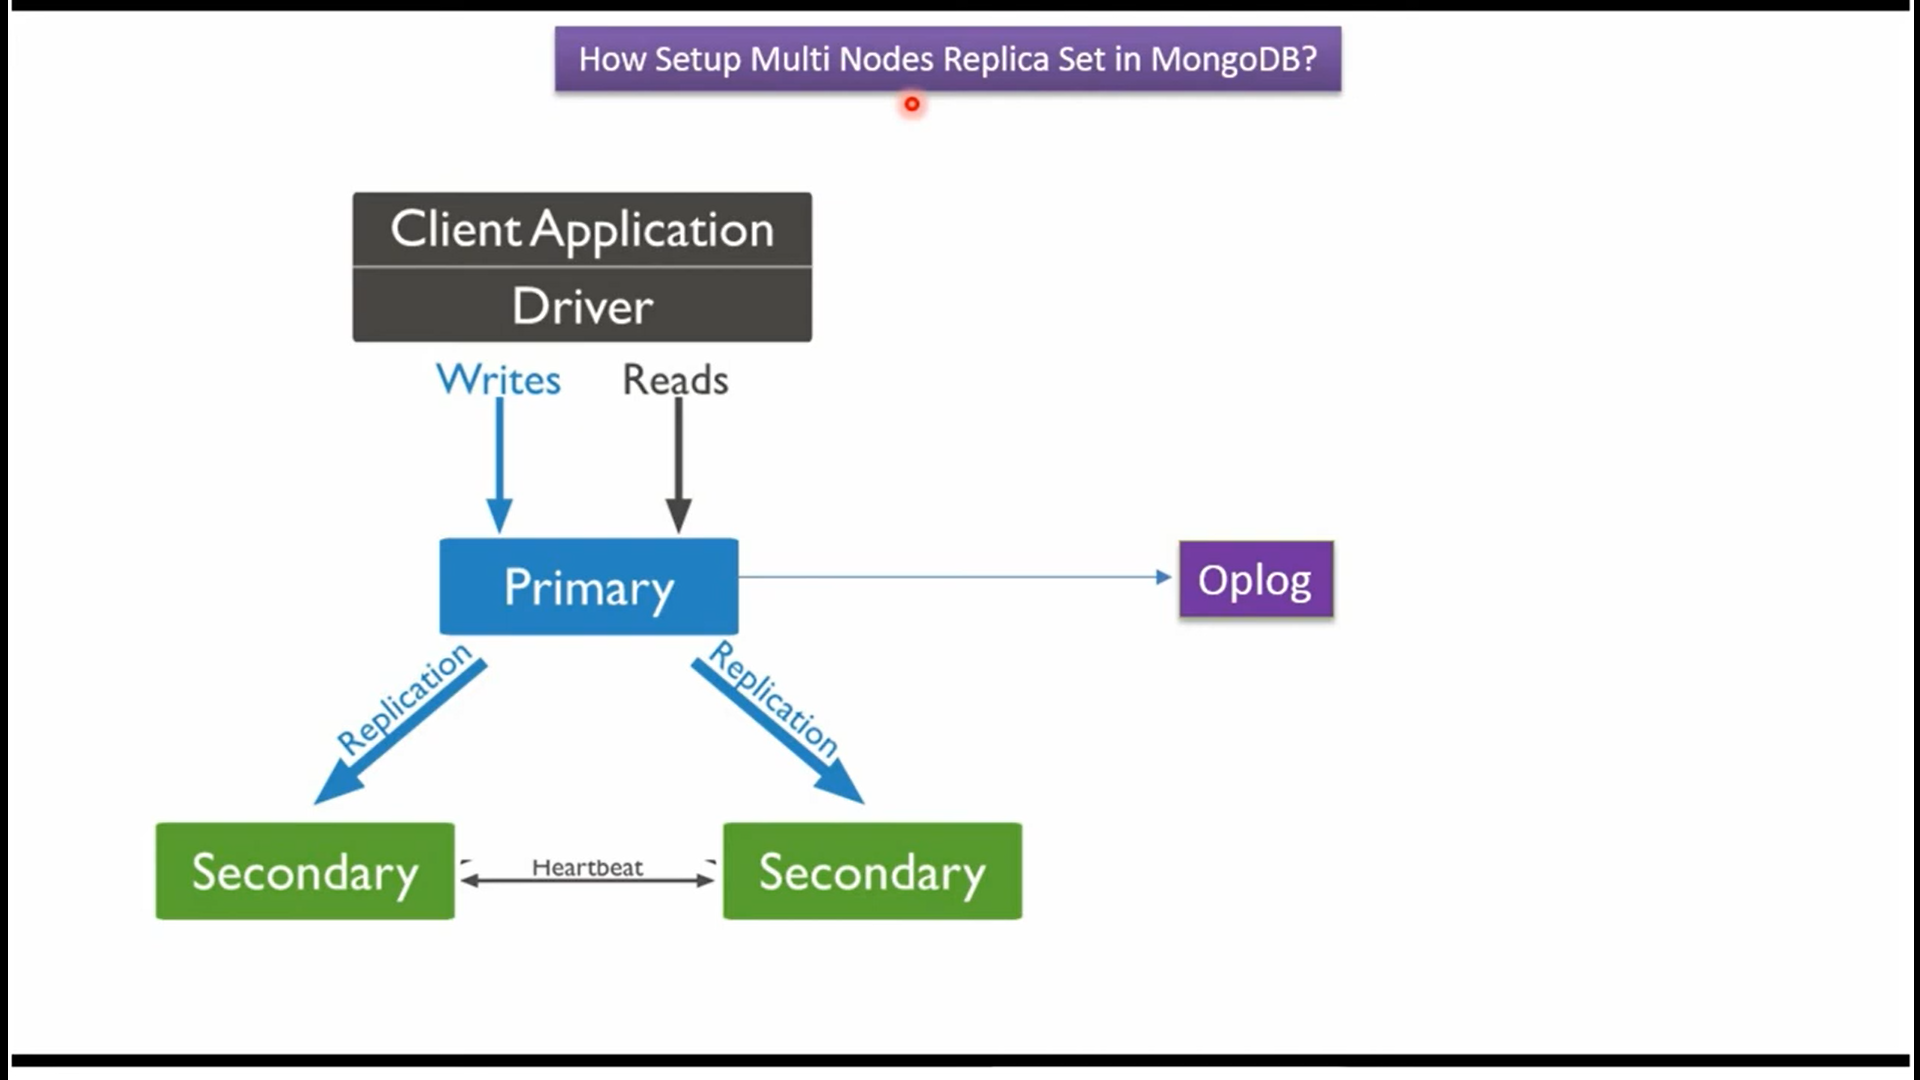 How Setup Multi Nodes Replica Set in MongoDB?
Client Application
Driver
Writes
Reads
Primary
Oplog
Replication
Replication
Secondary
Heartbeat
Secondary